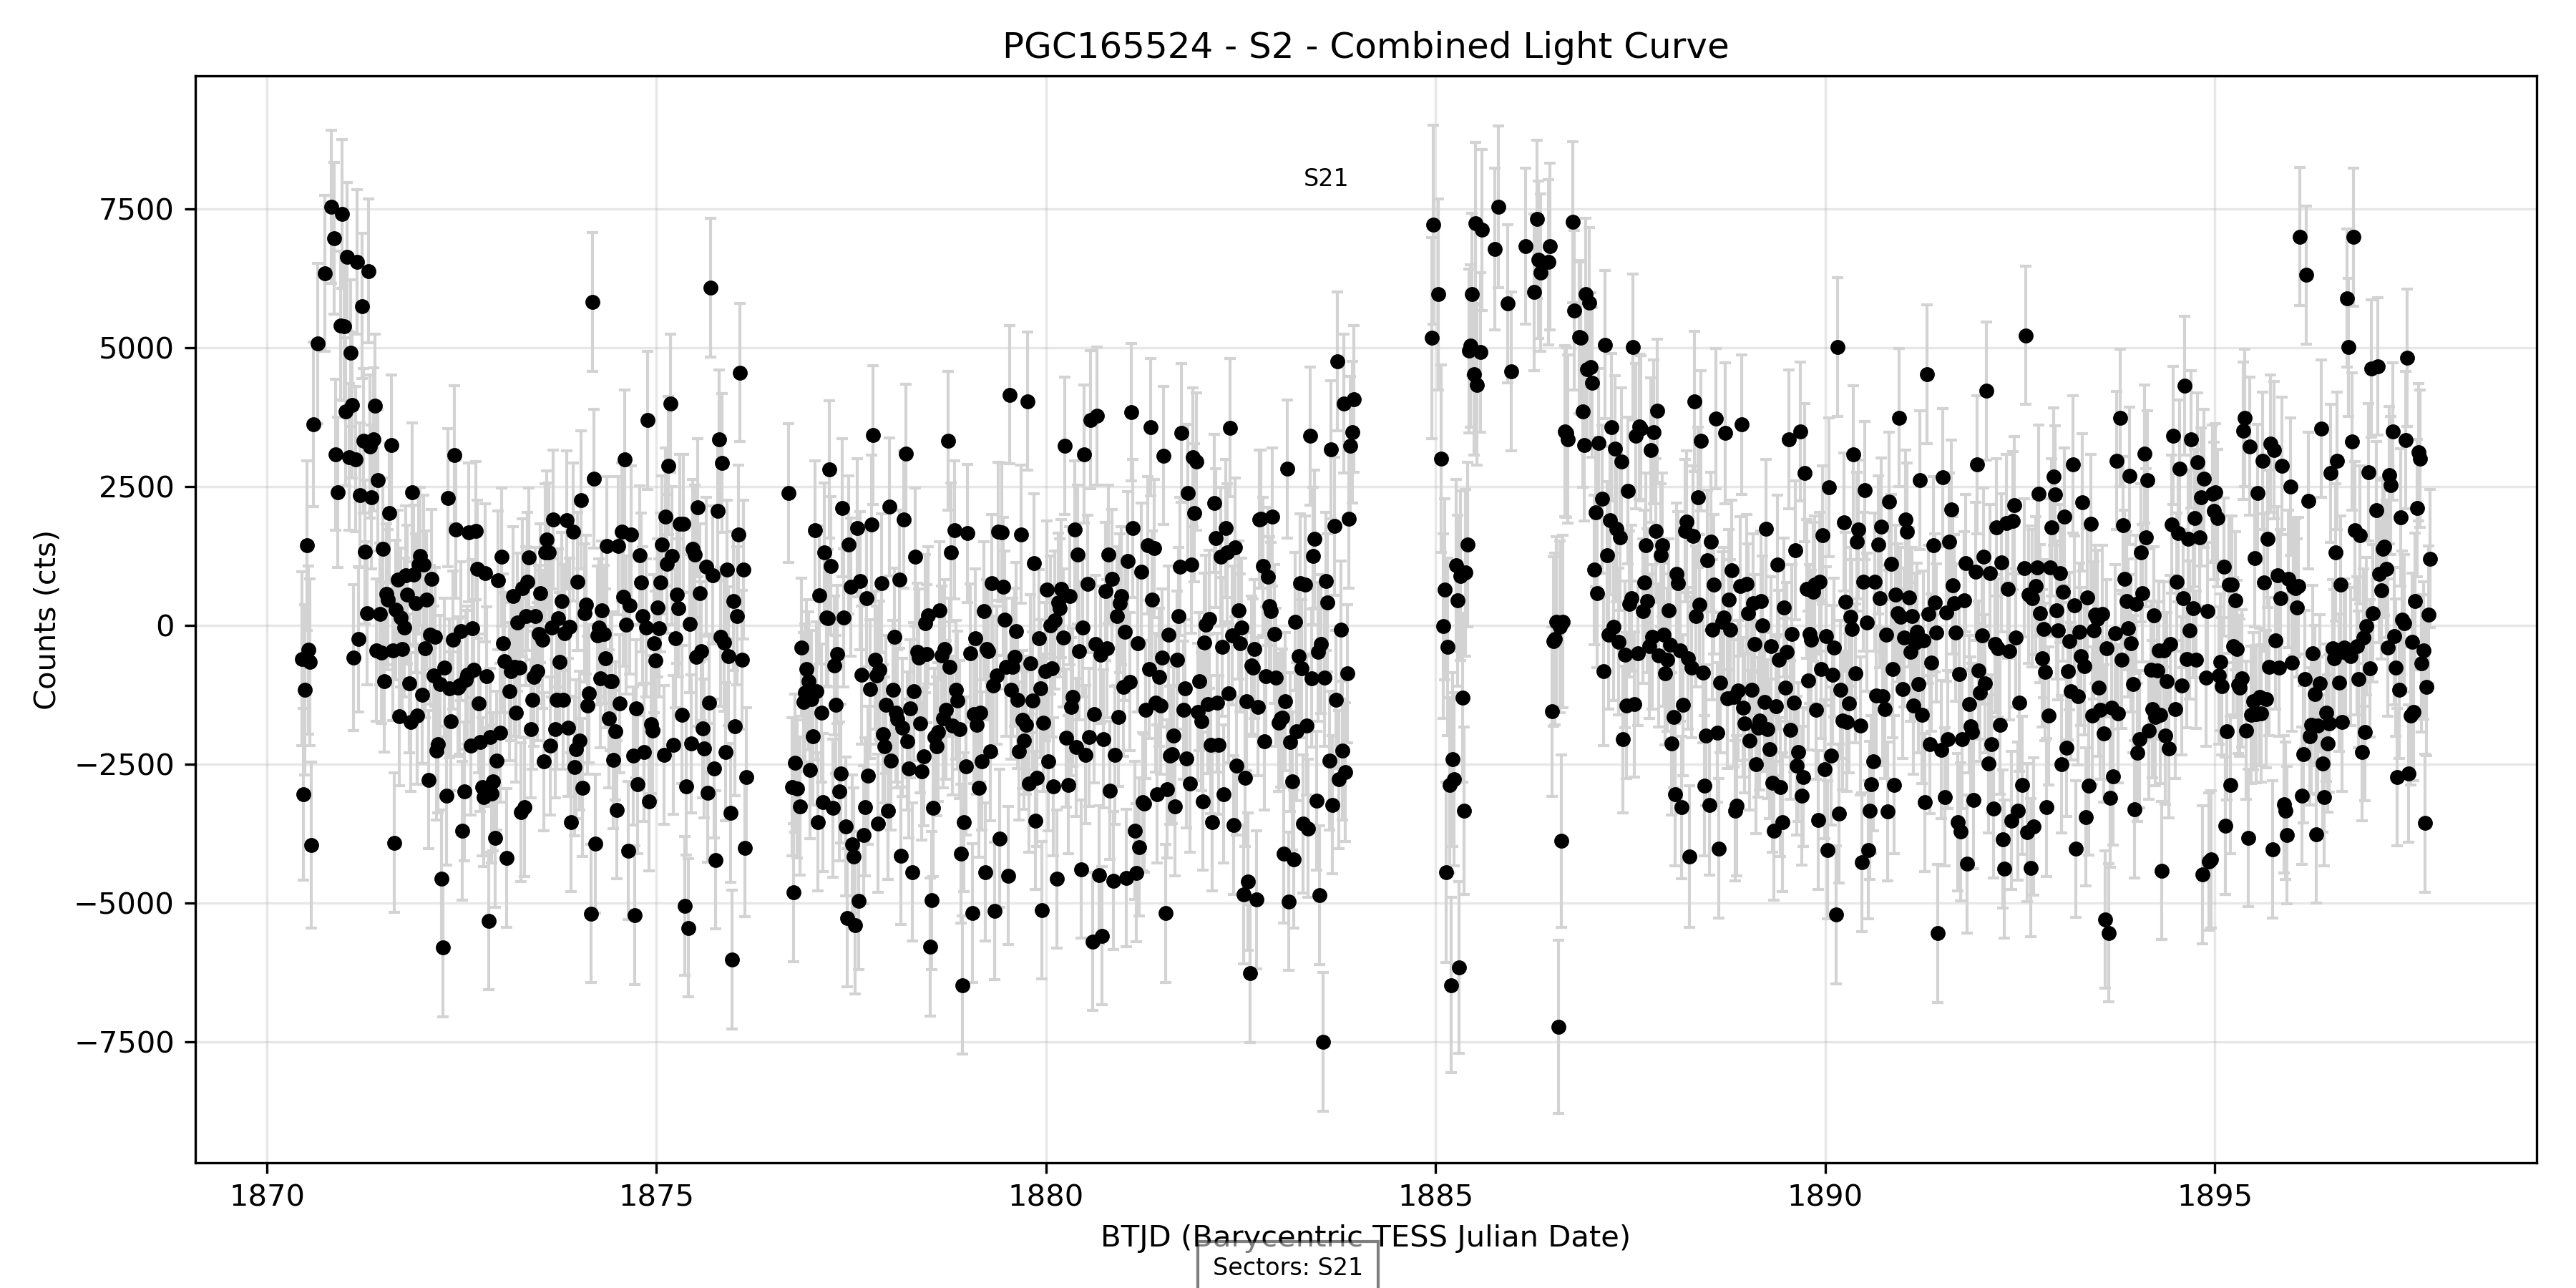 PGC165524 - S2 - Combined Light Curve
S21
7500
5000
2500
0
−2500
−5000
−7500
Counts (cts)
1870
1875
1880
1885
1890
1895
BTJD (Barycentric TESS Julian Date)
Sectors: S21